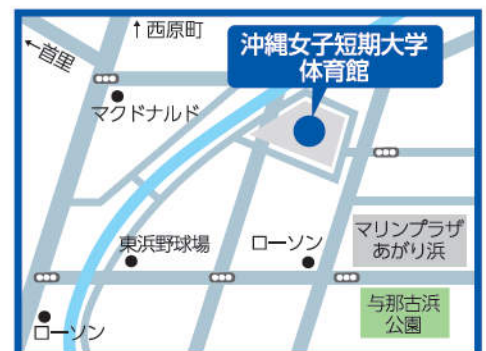 ↑西原町
←首里
沖縄女子短期大学
体育館
マクドナルド
東浜野球場
ローソン
マリンプラザ
あがり浜
与那古浜
公園
ローソン